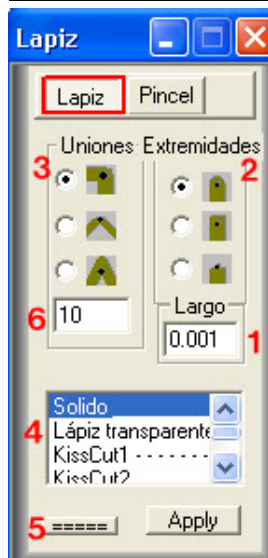 Lapiz
Lapiz Pincel
Uniones Extremidades
3 2
6 10 Largo
0.001 1
Solido
4 Lápiz transparente
KissCut1 - - - - - - -
KissCut2
5 ===== Apply